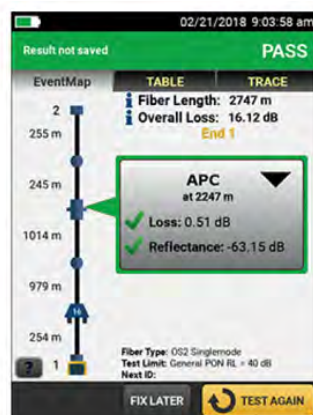 02/21/2018 9:03:58 am
Result not saved
PASS
EventMap
TABLE
TRACE
Fiber Length: 2747 m
Overall Loss: 16.12 dB
End 1
2
255 m
245 m
1014 m
979 m
16
254 m
1
APC
at 2247 m
Loss: 0.51 dB
Reflectance: -63.15 dB
Fiber Type: OS2 Singlemode
Test Limit: General PON RL = 40 dB
Next ID:
?
FIX LATER
TEST AGAIN